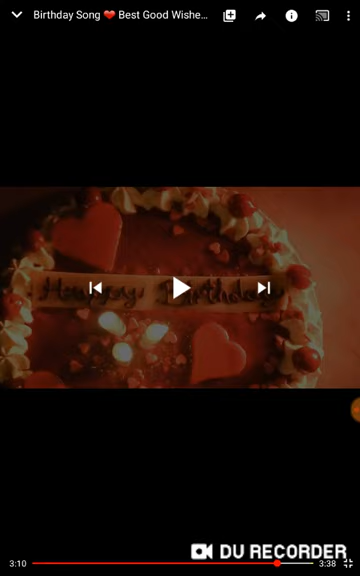 Birthday Song ❤️ Best Good Wishe...
Happy Birthday
DU RECORDER
3:10
3:38